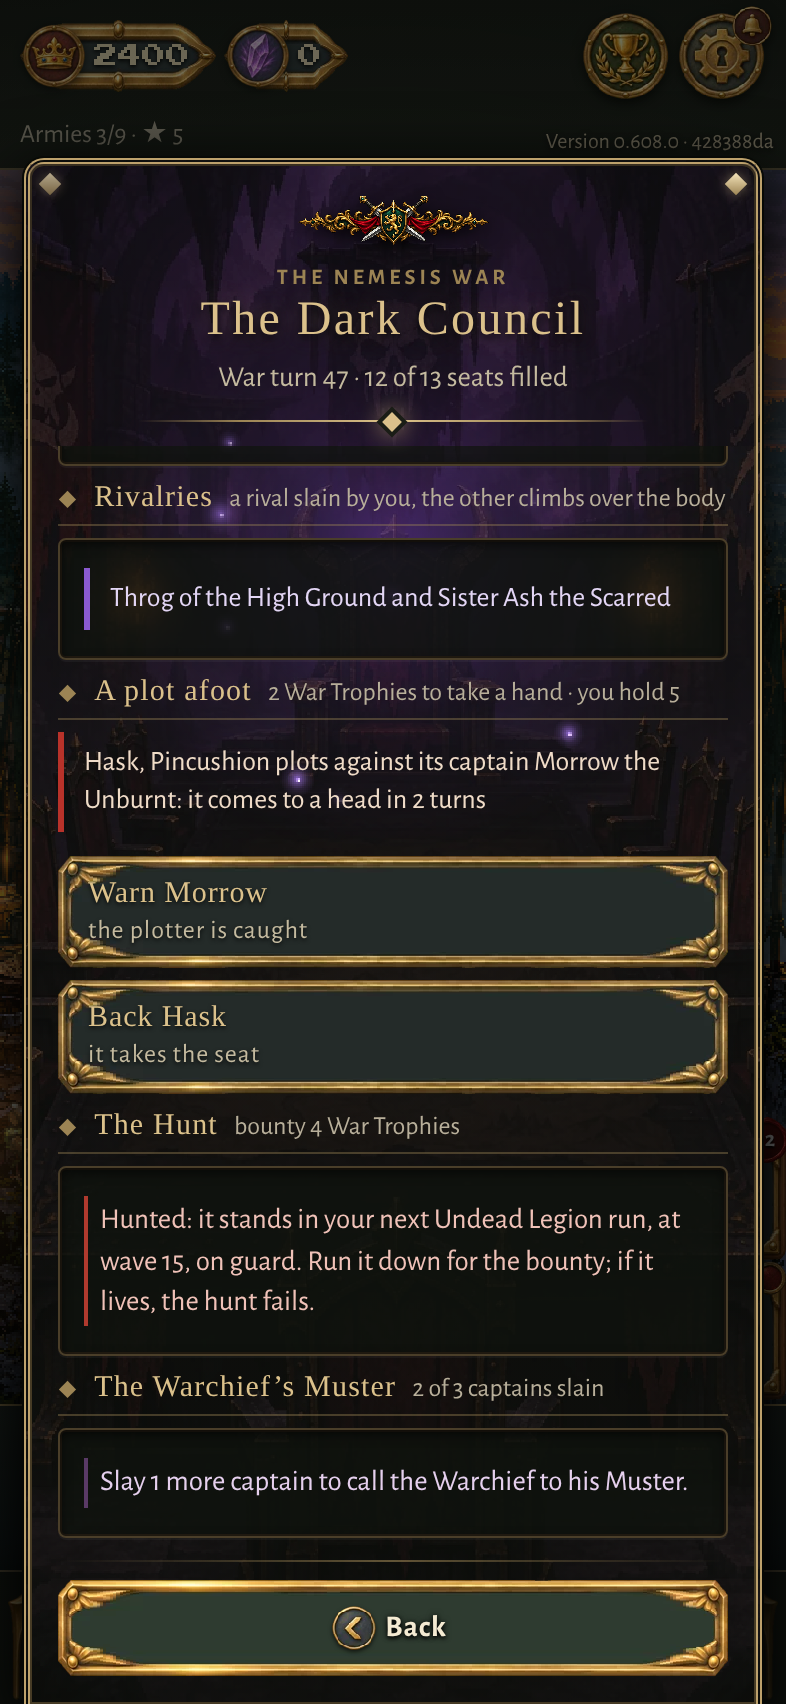 2400
0
Armies 3/9 · ★ 5
Version 0.608.0 · 428388da
THE NEMESIS WAR
The Dark Council
War turn 47 · 12 of 13 seats filled
Rivalries a rival slain by you, the other climbs over the body
Throg of the High Ground and Sister Ash the Scarred
A plot afoot 2 War Trophies to take a hand · you hold 5
Hask, Pincushion plots against its captain Morrow the
Unburnt: it comes to a head in 2 turns
Warn Morrow
the plotter is caught
Back Hask
it takes the seat
The Hunt bounty 4 War Trophies
2
Hunted: it stands in your next Undead Legion run, at
wave 15, on guard. Run it down for the bounty; if it
lives, the hunt fails.
The Warchief’s Muster 2 of 3 captains slain
Slay 1 more captain to call the Warchief to his Muster.
Back